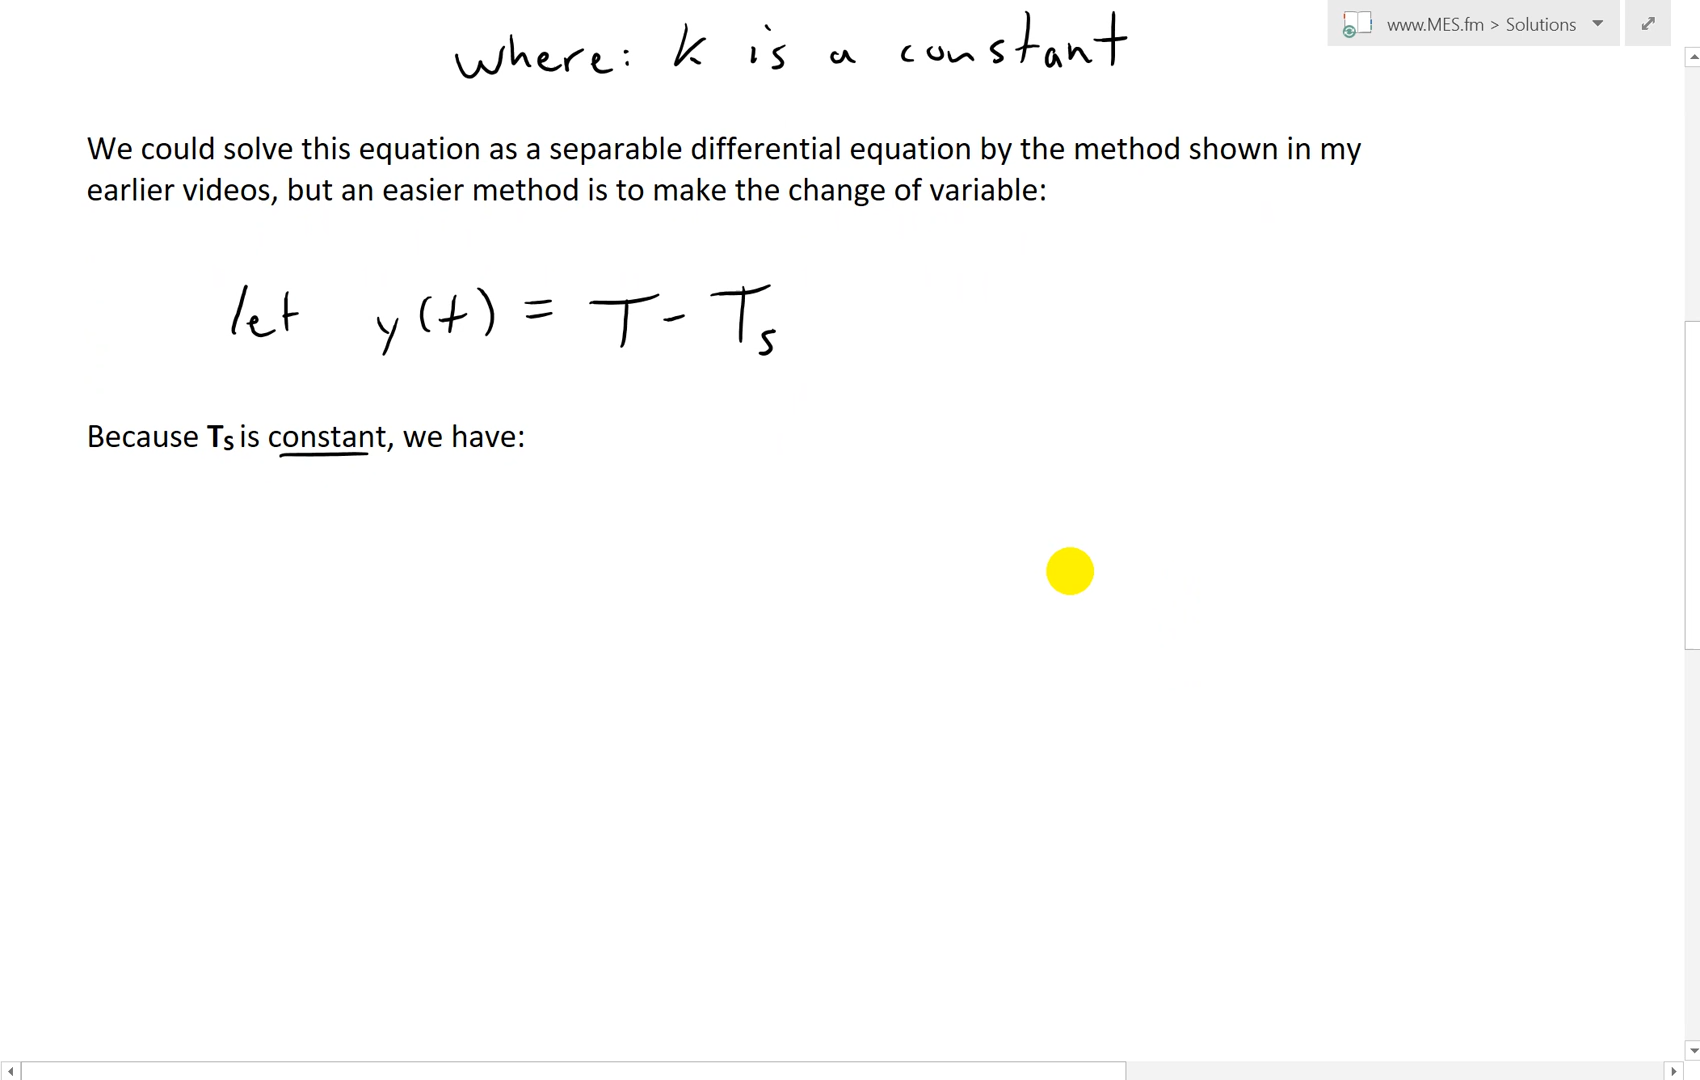 www.MES.fm > Solutions
where: k is a constant
We could solve this equation as a separable differential equation by the method shown in my
earlier videos, but an easier method is to make the change of variable:
let y(t) = T - Ts
Because Ts is constant, we have: